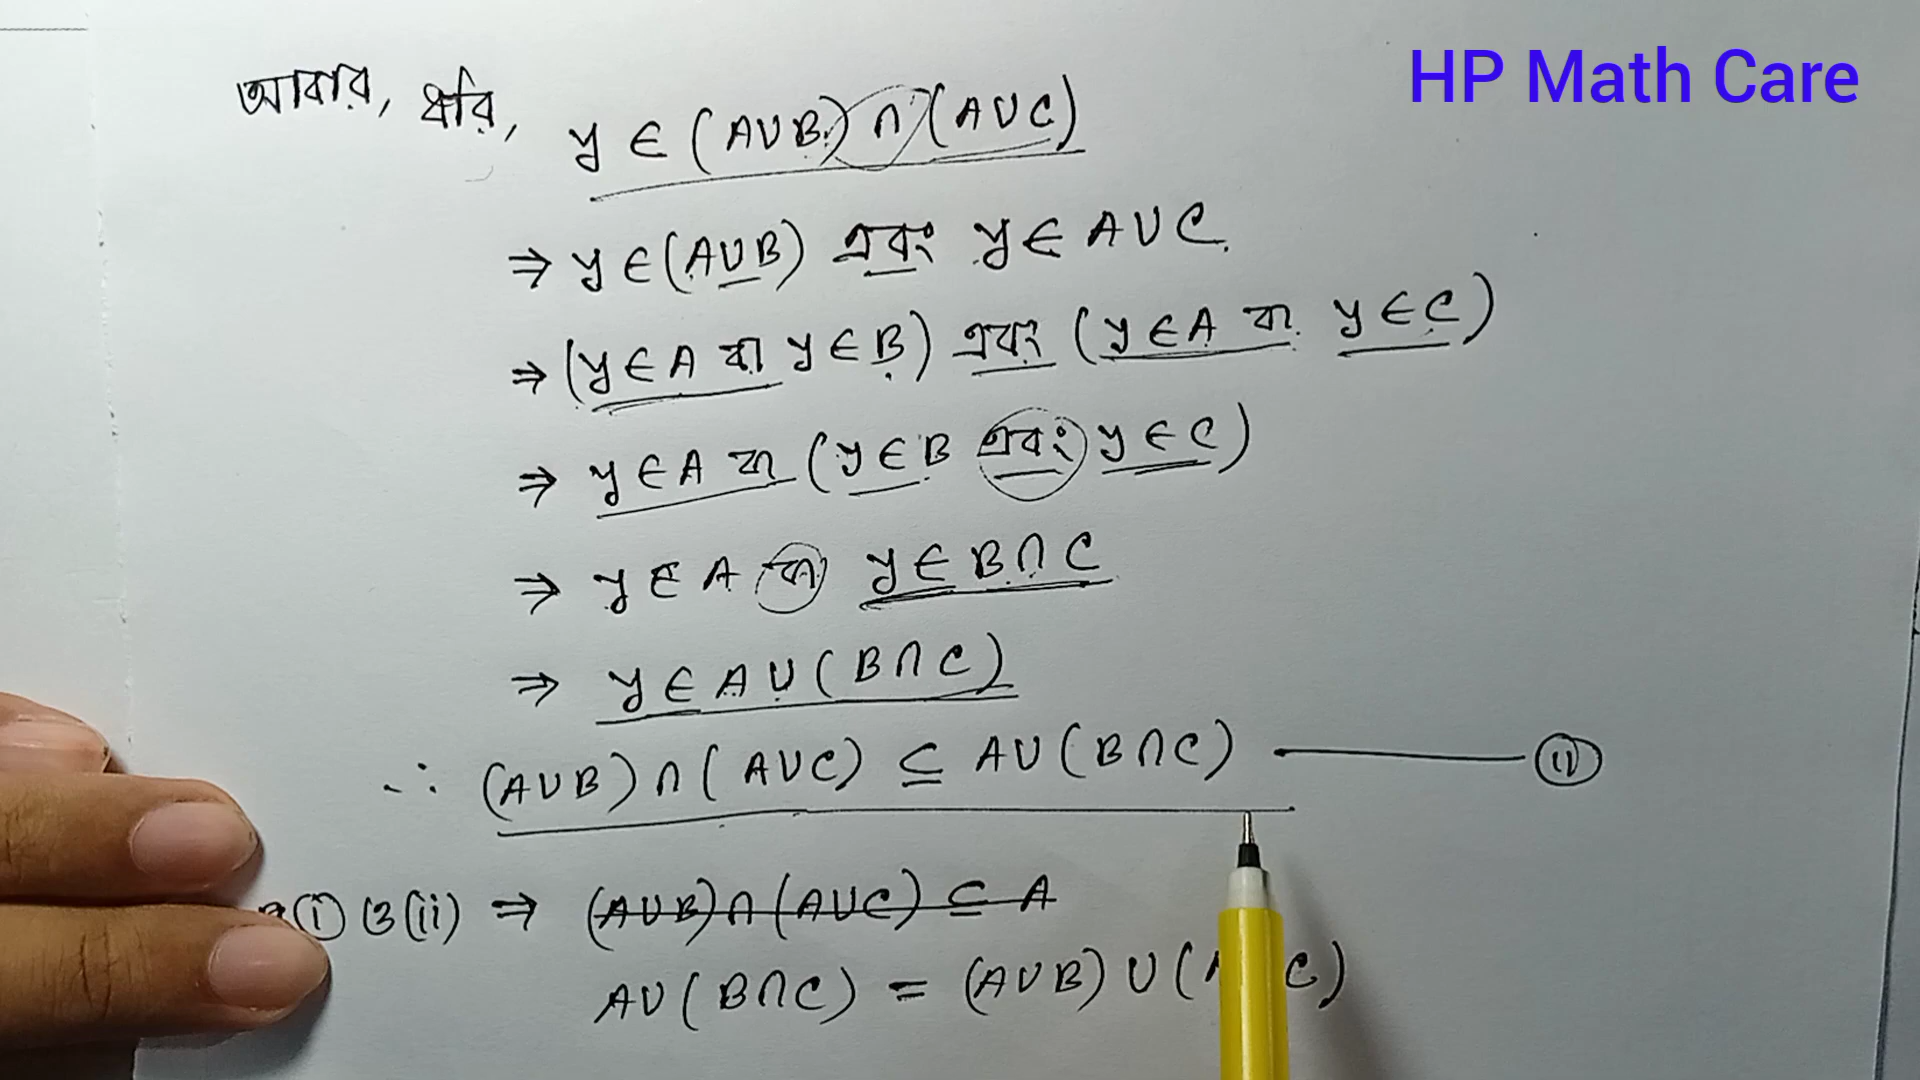 HP Math Care
আবার, ধরি, y ∈ (A∪B) ∩ (A∪C)
⇒ y ∈ (A∪B) এবং y ∈ A∪C.
⇒ (y ∈ A বা y ∈ B) এবং (y ∈ A বা y ∈ C)
⇒ y ∈ A বা (y ∈ B এবং y ∈ C)
⇒ y ∈ A বা y ∈ B∩C
⇒ y ∈ A ∪ (B∩C)
∴ (A∪B) ∩ (A∪C) ⊆ A∪(B∩C) —— (ii)
(i) ও (ii) ⇒ (A∪B)∩(A∪C) ⊆ A
A∪(B∩C) = (A∪B) ∪ ( C)